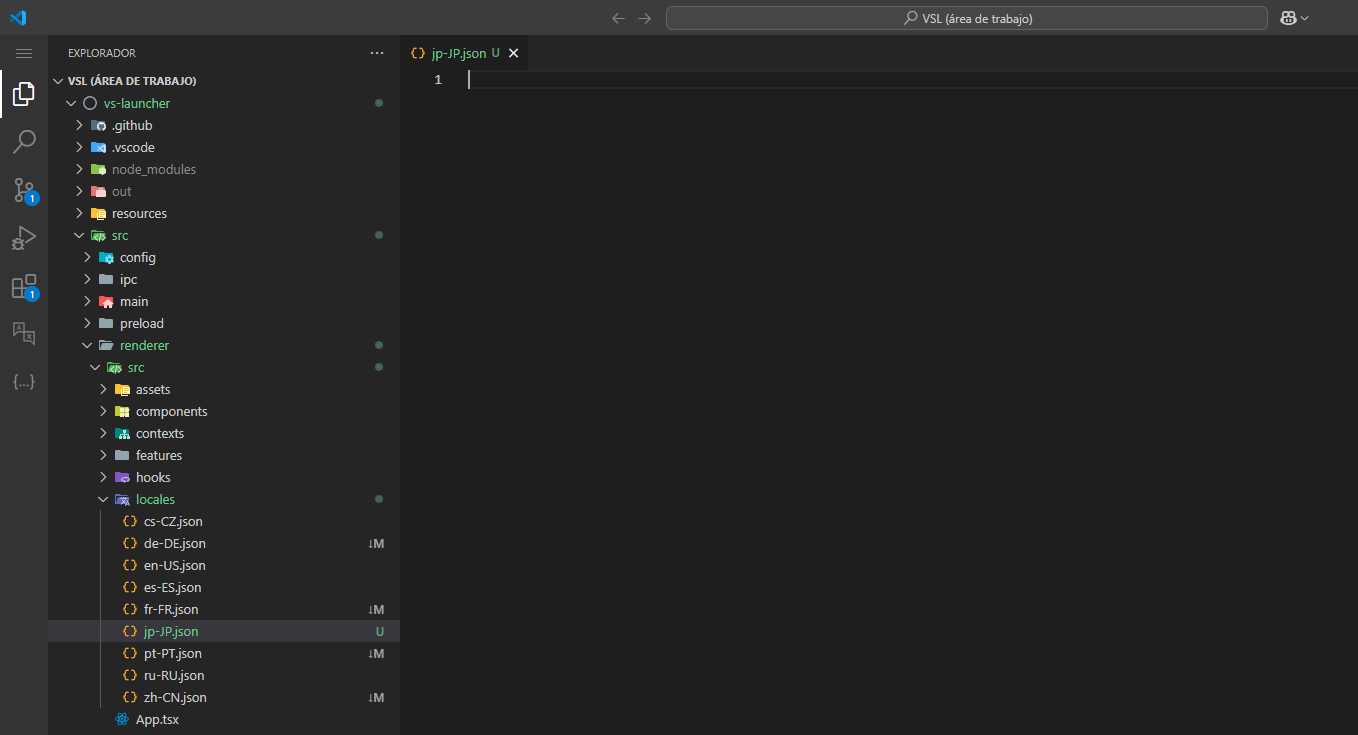 VSL (área de trabajo)
EXPLORADOR
jp-JP.json U
1
VSL (ÁREA DE TRABAJO)
vs-launcher
.github
.vscode
node_modules
out
resources
src
config
ipc
main
preload
renderer
src
assets
components
contexts
features
hooks
locales
cs-CZ.json
de-DE.json ↓M
en-US.json
es-ES.json
fr-FR.json ↓M
jp-JP.json U
pt-PT.json ↓M
ru-RU.json
zh-CN.json ↓M
App.tsx
1
1